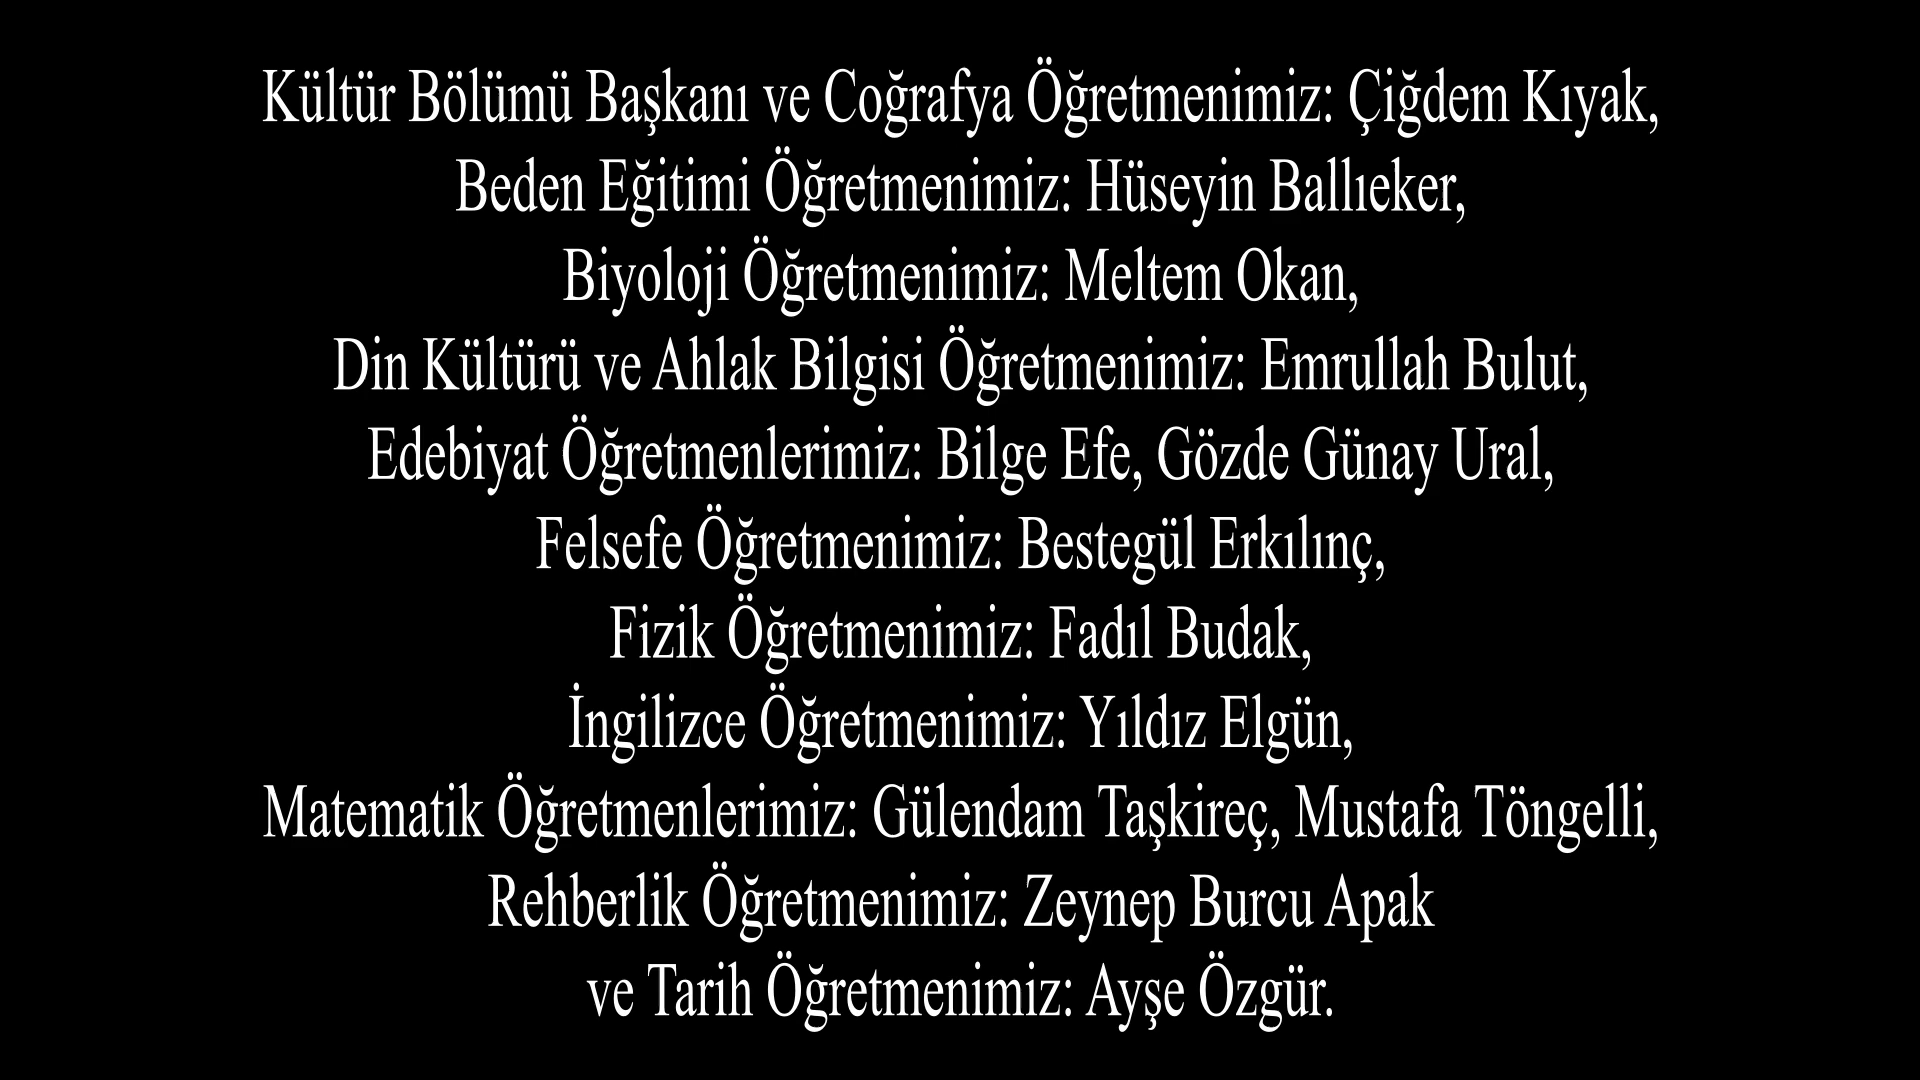 Kültür Bölümü Başkanı ve Coğrafya Öğretmenimiz: Çiğdem Kıyak,
Beden Eğitimi Öğretmenimiz: Hüseyin Ballıeker,
Biyoloji Öğretmenimiz: Meltem Okan,
Din Kültürü ve Ahlak Bilgisi Öğretmenimiz: Emrullah Bulut,
Edebiyat Öğretmenlerimiz: Bilge Efe, Gözde Günay Ural,
Felsefe Öğretmenimiz: Bestegül Erkılınç,
Fizik Öğretmenimiz: Fadıl Budak,
İngilizce Öğretmenimiz: Yıldız Elgün,
Matematik Öğretmenlerimiz: Gülendam Taşkireç, Mustafa Töngelli,
Rehberlik Öğretmenimiz: Zeynep Burcu Apak
ve Tarih Öğretmenimiz: Ayşe Özgür.